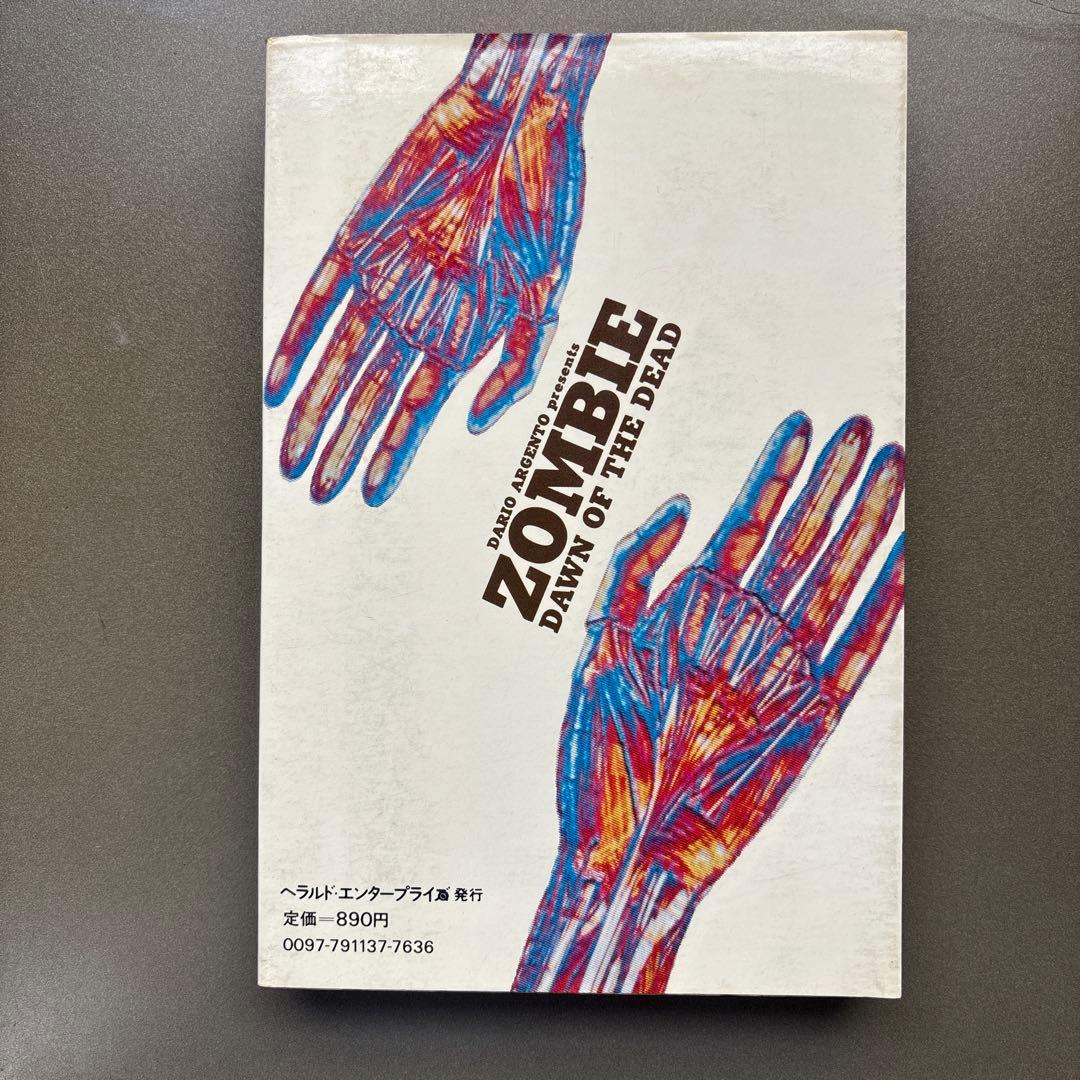 DARIO ARGENTO presents
ZOMBIE
DAWN OF THE DEAD
ヘラルド・エンタープライズ 発行
定価=890円
0097-791137-7636